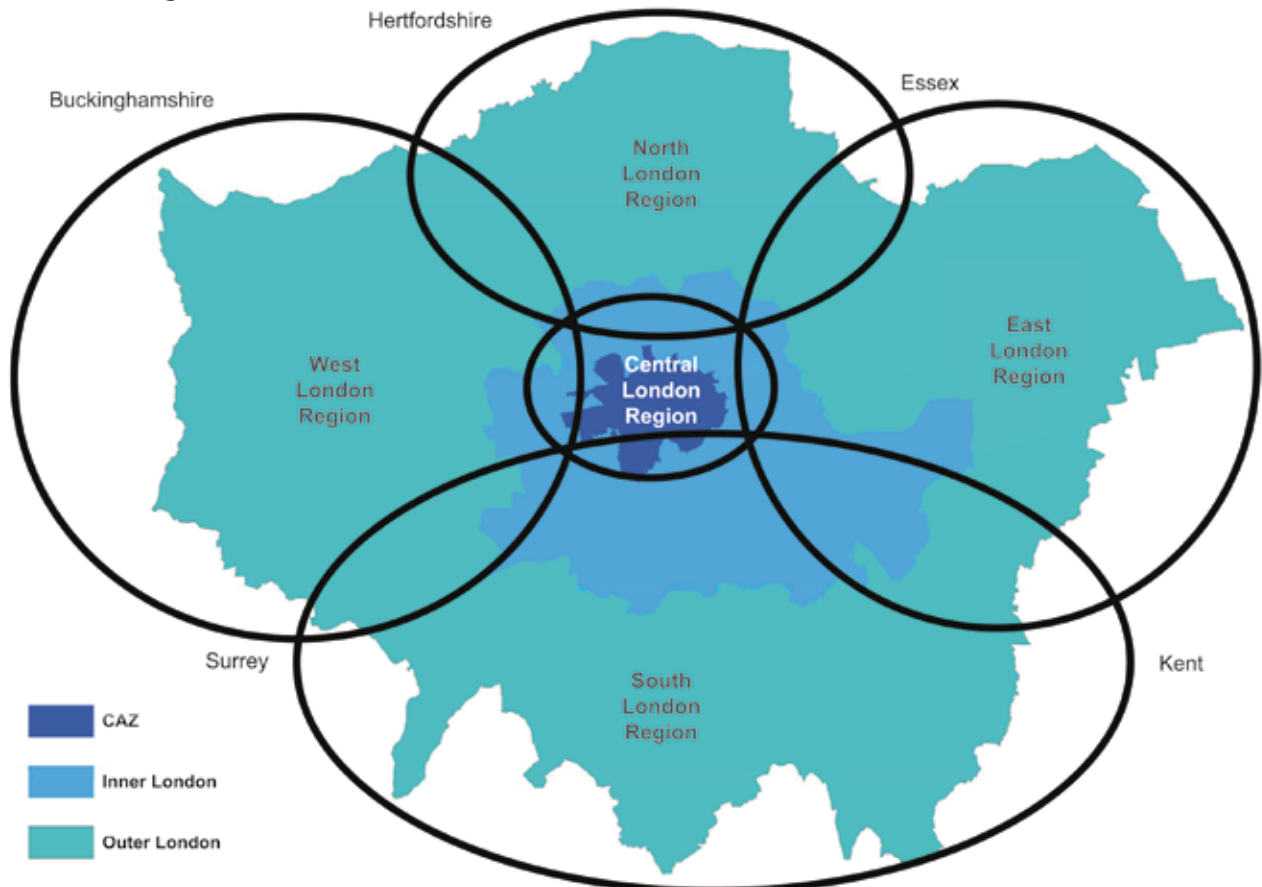 Hertfordshire
Essex
Buckinghamshire
North
London
Region
East
London
Region
West
London
Region
Central
London
Region
Surrey
Kent
South
London
Region
CAZ
Inner London
Outer London